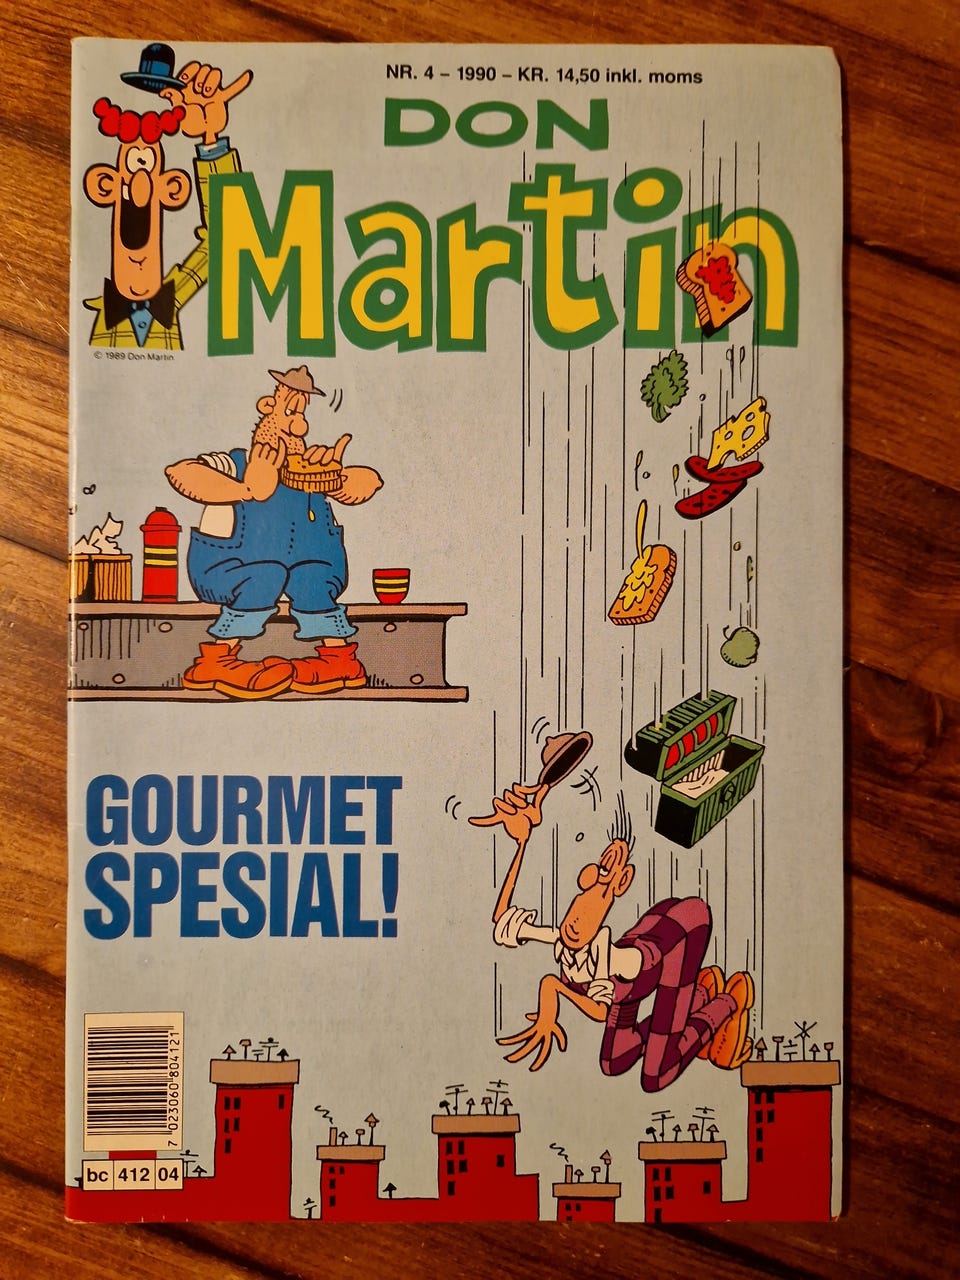 NR. 4 – 1990 – KR. 14,50 inkl. moms
DON
Martin
© 1989 Don Martin
GOURMET
SPESIAL!
7 023060 804121
bc 412 04